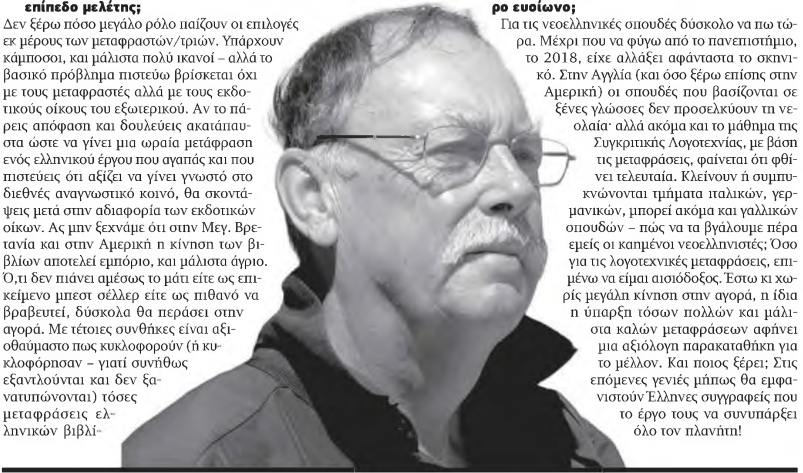 επίπεδο μελέτης;
Δεν ξέρω πόσο μεγάλο ρόλο παίζουν οι επιλογές
εκ μέρους των μεταφραστών/τριών. Υπάρχουν
κάμποσοι, και μάλιστα πολύ ικανοί – αλλά το
βασικό πρόβλημα πιστεύω βρίσκεται όχι
με τους μεταφραστές αλλά με τους εκδο-
τικούς οίκους του εξωτερικού. Αν το πά-
ρεις απόφαση και δουλεύεις ακατάπαυ-
στα ώστε να γίνει μια ωραία μετάφραση
ενός ελληνικού έργου που αγαπάς και που
πιστεύεις ότι αξίζει να γίνει γνωστό στο
διεθνές αναγνωστικό κοινό, θα σκοντά-
ψεις μετά στην αδιαφορία των εκδοτικών
οίκων. Ας μην ξεχνάμε ότι στην Μεγ. Βρε-
τανία και στην Αμερική η κίνηση των βι-
βλίων αποτελεί εμπόριο, και μάλιστα άγριο.
Ό,τι δεν πιάνει αμέσως το μάτι είτε ως επι-
κείμενο μπεστ σέλλερ είτε ως πιθανό να
βραβευτεί, δύσκολα θα περάσει στην
αγορά. Με τέτοιες συνθήκες είναι αξι-
οθαύμαστο πως κυκλοφορούν (ή κυ-
κλοφόρησαν – γιατί συνήθως
εξαντλούνται και δεν ξα-
νατυπώνονται) τόσες
μεταφράσεις ελ-
ληνικών βιβλί-
ρο ευοίωνο;
Για τις νεοελληνικές σπουδές δύσκολο να πω τώ-
ρα. Μέχρι που να φύγω από το πανεπιστήμιο,
το 2018, είχε αλλάξει αφάνταστα το σκηνι-
κό. Στην Αγγλία (και όσο ξέρω επίσης στην
Αμερική) οι σπουδές που βασίζονται σε
ξένες γλώσσες δεν προσελκύουν τη νε-
ολαία· αλλά ακόμα και το μάθημα της
Συγκριτικής Λογοτεχνίας, με βάση
τις μεταφράσεις, φαίνεται ότι φθί-
νει τελευταία. Κλείνουν ή συμπυ-
κνώνονται τμήματα ιταλικών, γερ-
μανικών, μπορεί ακόμα και γαλλικών
σπουδών – πώς να τα βγάλουμε πέρα
εμείς οι καημένοι νεοελληνιστές; Όσο
για τις λογοτεχνικές μεταφράσεις, επι-
μένω να είμαι αισιόδοξος. Έστω κι χω-
ρίς μεγάλη κίνηση στην αγορά, η ίδια
η ύπαρξη τόσων πολλών και μάλι-
στα καλών μεταφράσεων αφήνει
μια αξιόλογη παρακαταθήκη για
το μέλλον. Και ποιος ξέρει; Στις
επόμενες γενιές μήπως θα εμφα-
νιστούν Έλληνες συγγραφείς που
το έργο τους να συνυπάρξει
όλο τον πλανήτη!